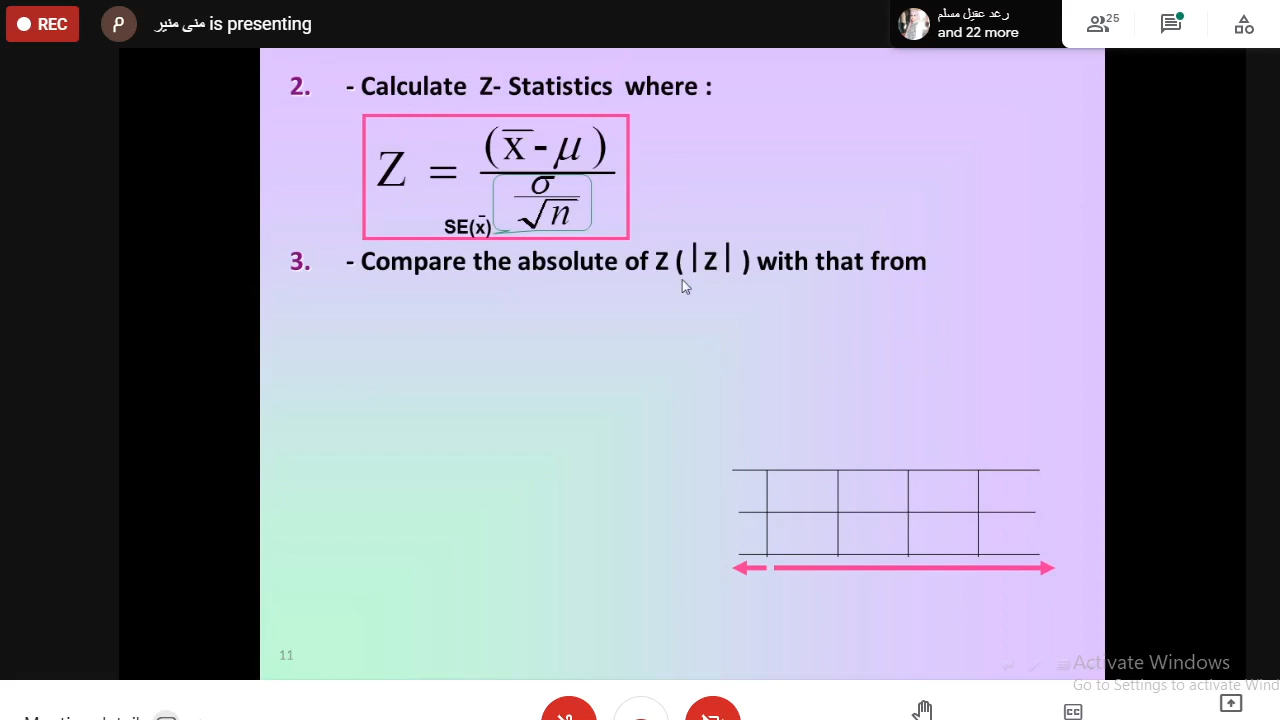 REC
م
منى منير is presenting
رعد عقيل مسلم
and 22 more
25
2. - Calculate Z- Statistics where :
Z = (x̅ - μ) / (σ / √n)
SE(x̄)
3. - Compare the absolute of Z ( |Z| ) with that from
11
Activate Windows
Go to Settings to activate Wind
CC